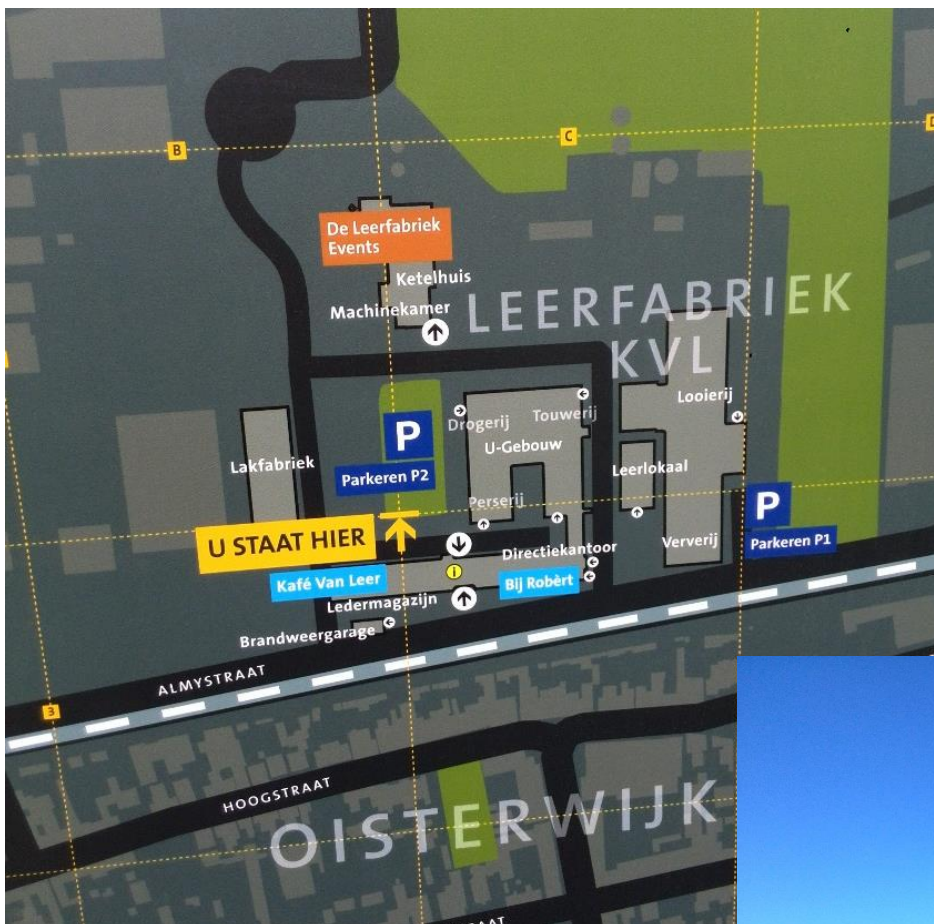 B
C
D
De Leerfabriek
Events
Ketelhuis
Machinekamer
LEERFABRIEK
KVL
Looierij
Drogerij
Touwerij
P
U-Gebouw
Lakfabriek
Parkeren P2
Leerlokaal
Perserij
P
U STAAT HIER
Directiekantoor
Ververij
Parkeren P1
i
Kafé Van Leer
Bij Robèrt
Ledermagazijn
Brandweergarage
ALMYSTRAAT
3
HOOGSTRAAT
OISTERWIJK